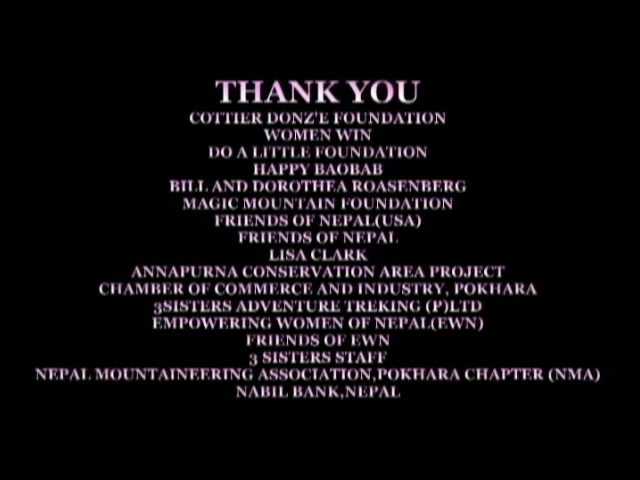 THANK YOU
COTTIER DONZ'E FOUNDATION
WOMEN WIN
DO A LITTLE FOUNDATION
HAPPY BAOBAB
BILL AND DOROTHEA ROASENBERG
MAGIC MOUNTAIN FOUNDATION
FRIENDS OF NEPAL(USA)
FRIENDS OF NEPAL
LISA CLARK
ANNAPURNA CONSERVATION AREA PROJECT
CHAMBER OF COMMERCE AND INDUSTRY, POKHARA
3SISTERS ADVENTURE TREKING (P)LTD
EMPOWERING WOMEN OF NEPAL(EWN)
FRIENDS OF EWN
3 SISTERS STAFF
NEPAL MOUNTAINEERING ASSOCIATION,POKHARA CHAPTER (NMA)
NABIL BANK,NEPAL